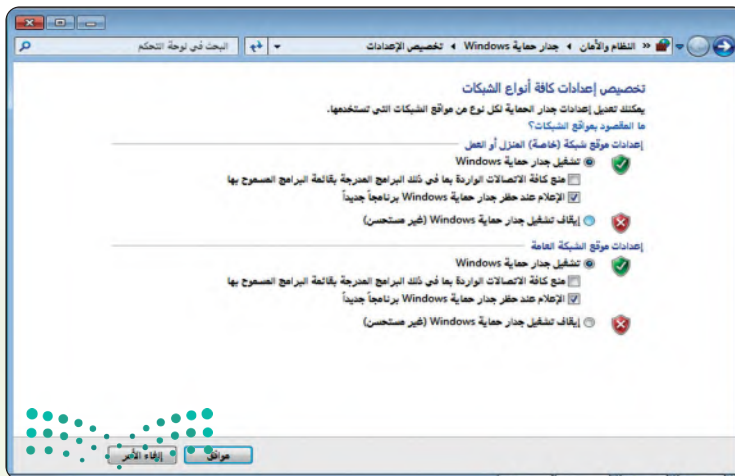 النظام والأمان ‹ جدار حماية Windows ‹ تخصيص الإعدادات
البحث في لوحة التحكم
تخصيص إعدادات كافة أنواع الشبكات
يمكنك تعديل إعدادات جدار الحماية لكل نوع من مواقع الشبكات التي تستخدمها.
ما المقصود بمواقع الشبكات؟
إعدادات موقع شبكة (خاصة) المنزل أو العمل
تشغيل جدار حماية Windows
منع كافة الاتصالات الواردة بما في ذلك البرامج المدرجة بقائمة البرامج المسموح بها
الإعلام عند حظر جدار حماية Windows برنامجاً جديداً
إيقاف تشغيل جدار حماية Windows (غير مستحسن)
إعدادات موقع الشبكة العامة
تشغيل جدار حماية Windows
منع كافة الاتصالات الواردة بما في ذلك البرامج المدرجة بقائمة البرامج المسموح بها
الإعلام عند حظر جدار حماية Windows برنامجاً جديداً
إيقاف تشغيل جدار حماية Windows (غير مستحسن)
موافق
إلغاء الأمر